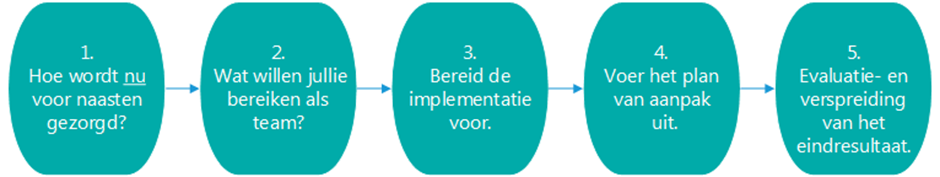 1.
Hoe wordt nu
voor naasten
gezorgd?
2.
Wat willen jullie
bereiken als
team?
3.
Bereid de
implementatie
voor.
4.
Voer het plan
van aanpak
uit.
5.
Evaluatie- en
verspreiding
van het
eindresultaat.